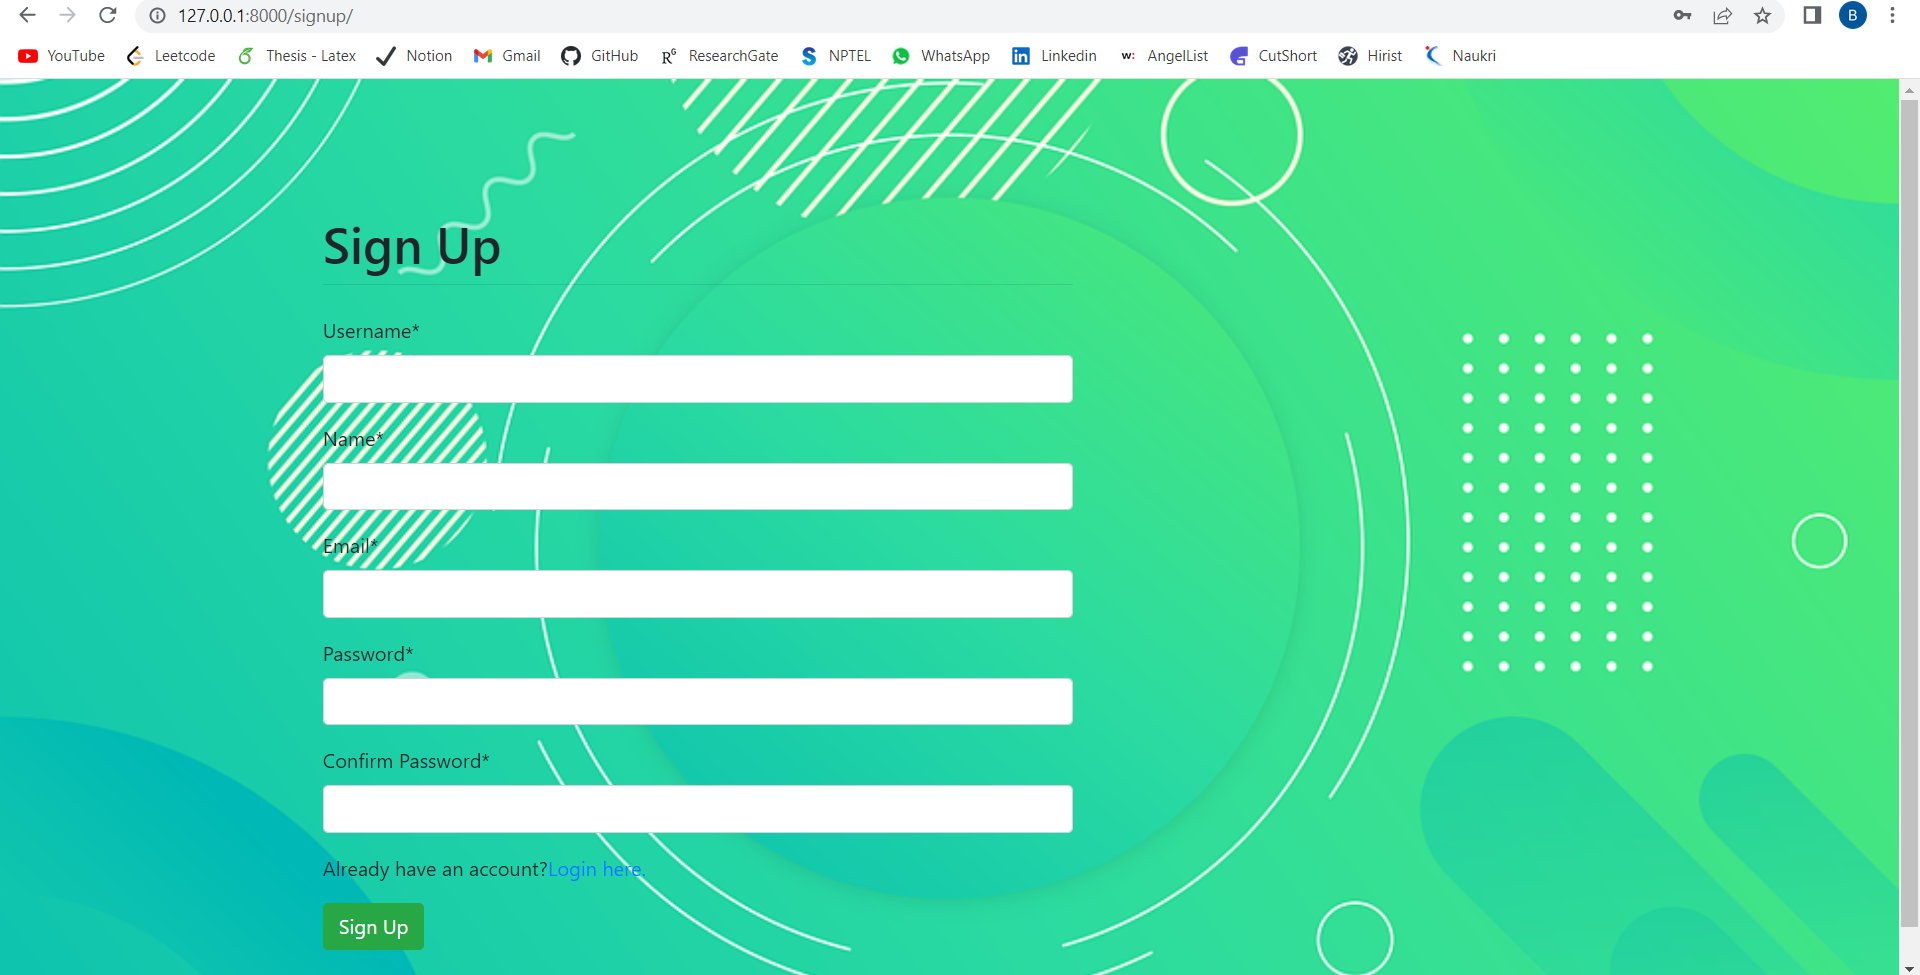 127.0.0.1:8000/signup/
B
YouTube Leetcode Thesis - Latex Notion Gmail GitHub R^G ResearchGate NPTEL WhatsApp in Linkedin w: AngelList CutShort Hirist Naukri
Sign Up
Username*
Name*
Email*
Password*
Confirm Password*
Already have an account?Login here.
Sign Up